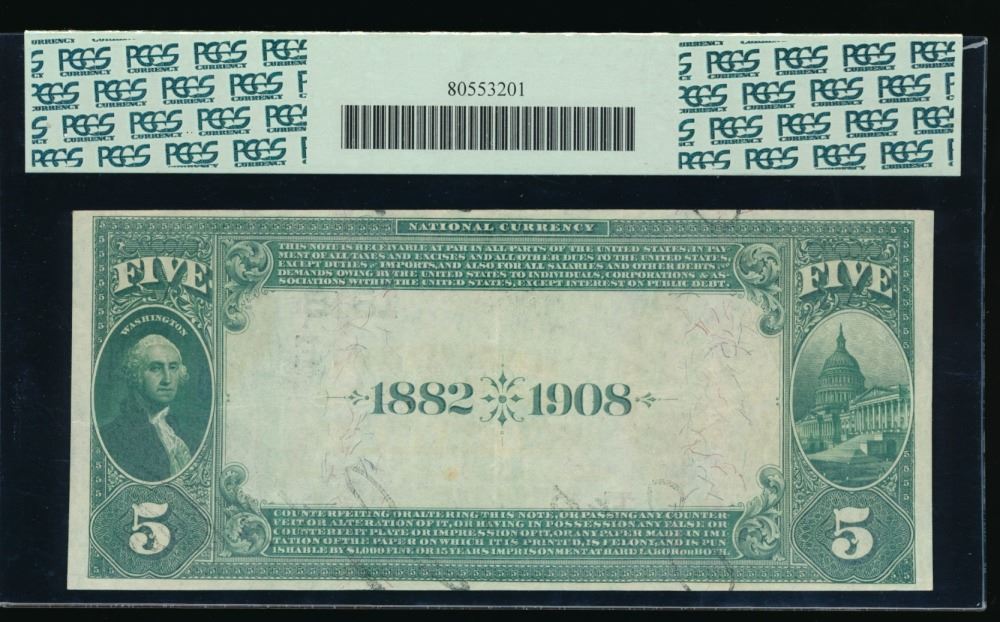 PCGS PCGS PCGS PCGS
CURRENCY CURRENCY CURRENCY CURRENCY
80553201
NATIONAL CURRENCY
THIS NOTE IS RECEIVABLE AT PAR IN ALL PARTS OF THE UNITED STATES, IN PAY-
MENT OF ALL TAXES AND EXCISES AND ALL OTHER DUES TO THE UNITED STATES,
EXCEPT DUTIES ON IMPORTS, AND ALSO FOR ALL SALARIES AND OTHER DEBTS &
DEMANDS OWING BY THE UNITED STATES TO INDIVIDUALS, CORPORATIONS & AS-
SOCIATIONS WITHIN THE UNITED STATES, EXCEPT INTEREST ON PUBLIC DEBT.
FIVE FIVE
WASHINGTON
1882 1908
COUNTERFEITING OR ALTERING THIS NOTE, OR PASSING ANY COUNTER
FEIT OR ALTERATION OF IT, OR HAVING IN POSSESSION ANY FALSE OR
COUNTERFEIT PLATE OR IMPRESSION OF IT, OR ANY PAPER MADE IN IMI
TATION OF THE PAPER ON WHICH IT IS PRINTED, IS FELONY, AND IS PUN
ISHABLE BY $1,000 FINE, OR 15 YEARS IMPRISONMENT AT HARD LABOR OR BOTH
5 5